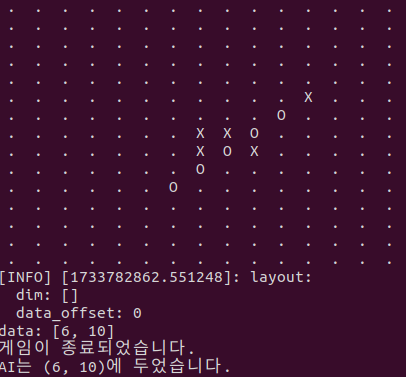 . . . . . . . . . . . . . . .
. . . . . . . . . . . . . . .
. . . . . . . . . . . . . . .
. . . . . . . . . . . . . . .
. . . . . . . . . . . . . . .
. . . . . . . . . . . X . . .
. . . . . . . . . . O . . . .
. . . . . . . X X O . . . . .
. . . . . . . X O X . . . . .
. . . . . . . O . . . . . . .
. . . . . . O . . . . . . . .
. . . . . . . . . . . . . . .
. . . . . . . . . . . . . . .
. . . . . . . . . . . . . . .
. . . . . . . . . . . . . . .
[INFO] [1733782862.551248]: layout:
  dim: []
  data_offset: 0
data: [6, 10]
게임이 종료되었습니다.
AI는 (6, 10)에 두었습니다.